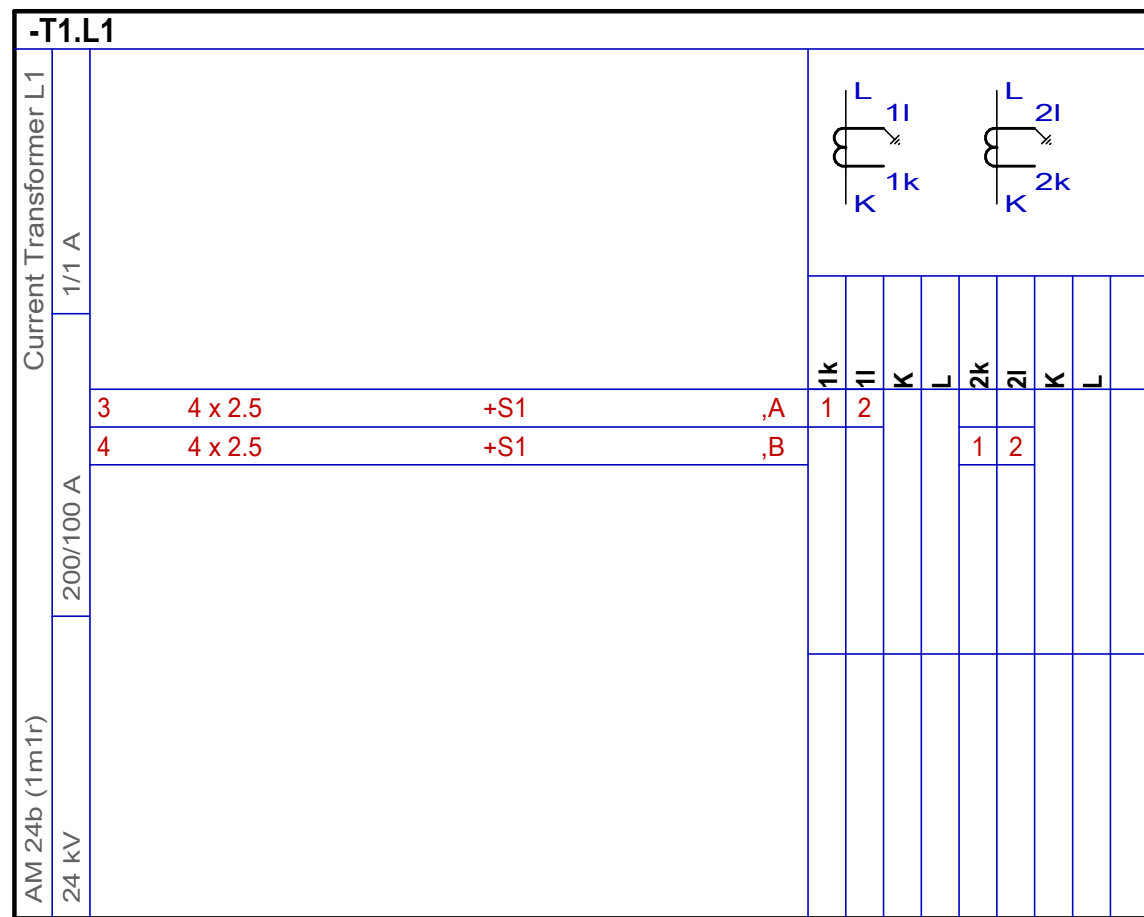 -T1.L1
Current Transformer L1
AM 24b (1m1r)
1/1 A
200/100 A
24 kV
L
1l
1k
K
L
2l
2k
K
1k 1l K L 2k 2l K L
3 4 x 2.5 +S1 ,A 1 2
4 4 x 2.5 +S1 ,B 1 2